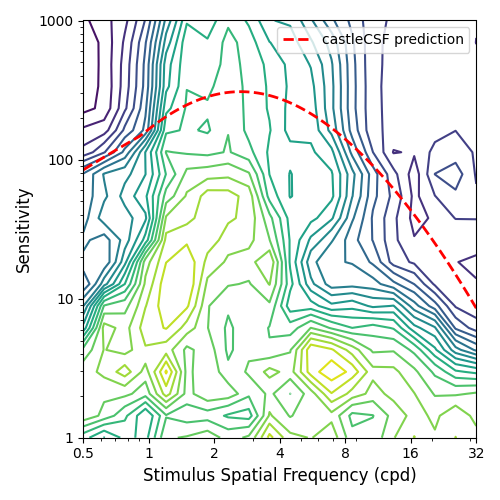 castleCSF prediction
Sensitivity
1000
100
10
1
0.5 1 2 4 8 16 32
Stimulus Spatial Frequency (cpd)